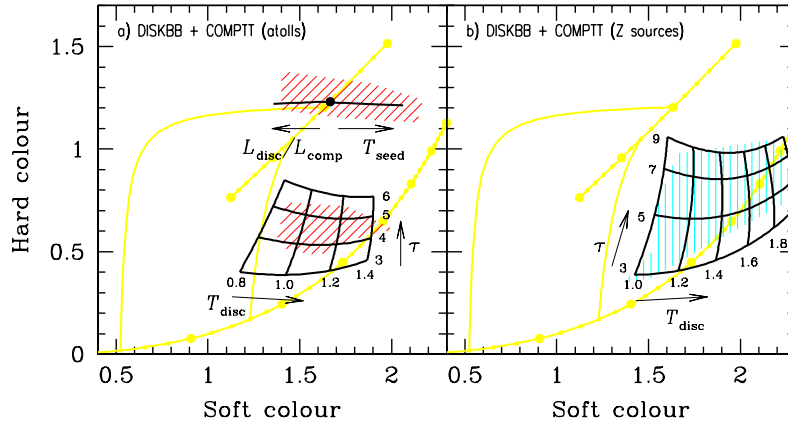 a) DISKBB + COMPTT (atolls)
b) DISKBB + COMPTT (Z sources)
Hard colour
1.5
1
0.5
0
L_disc/L_comp
T_seed
6
5
4
3
τ
0.8
1.0
1.2
1.4
T_disc
9
7
5
3
τ
1.0
1.2
1.4
1.6
1.8
T_disc
0.5
1
1.5
2
0.5
1
1.5
2
Soft colour
Soft colour